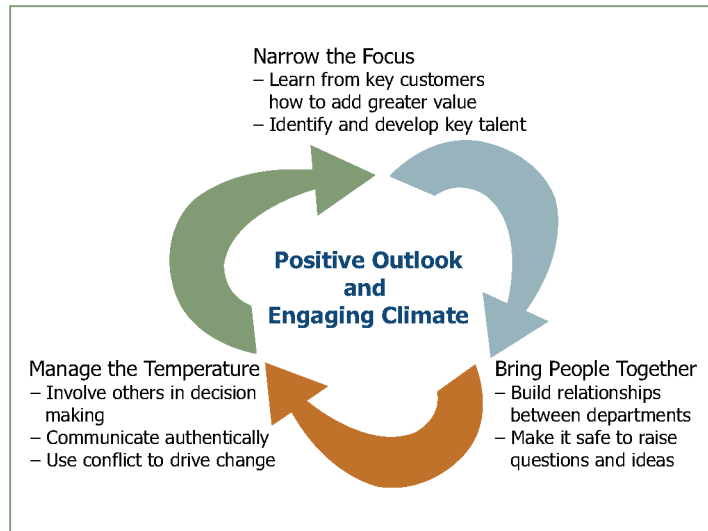 Narrow the Focus
– Learn from key customers
how to add greater value
– Identify and develop key talent
Positive Outlook
and
Engaging Climate
Manage the Temperature
– Involve others in decision
making
– Communicate authentically
– Use conflict to drive change
Bring People Together
– Build relationships
between departments
– Make it safe to raise
questions and ideas